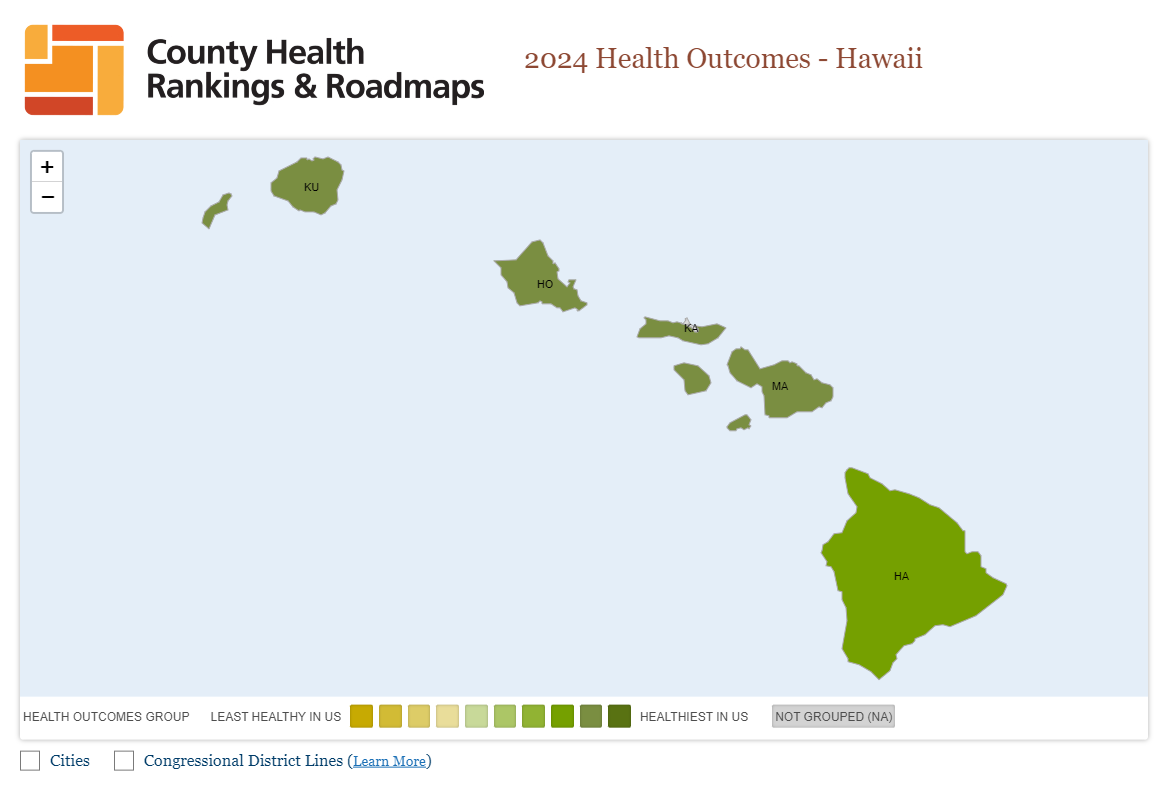 County Health
Rankings & Roadmaps
2024 Health Outcomes - Hawaii
+
−
KU
HO
KA
MA
HA
HEALTH OUTCOMES GROUP LEAST HEALTHY IN US HEALTHIEST IN US NOT GROUPED (NA)
Cities Congressional District Lines (Learn More)